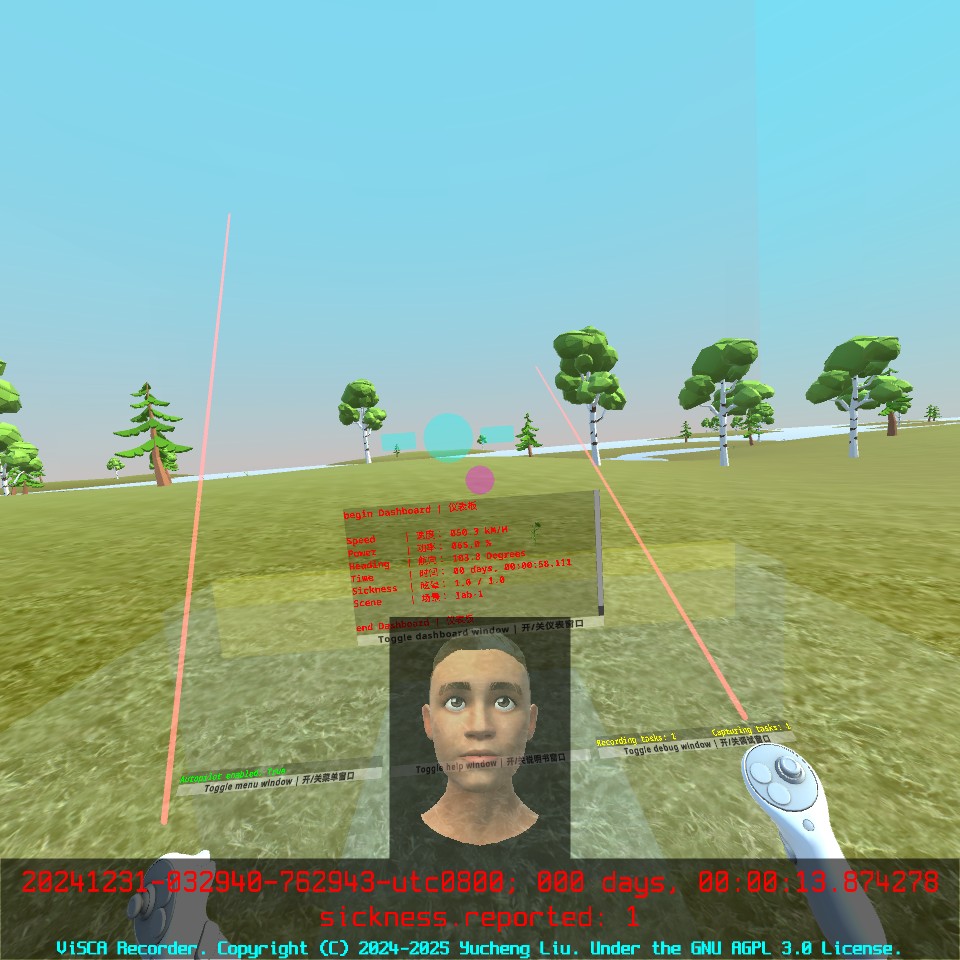 begin Dashboard | 仪表板
Speed | 速度: 050.3 km/H
Power | 功率: 065.0 %
Heading | 航向: 103.8 Degrees
Time | 时间: 00 days, 00:00:58.171
Sickness | 眩晕: 1.0 / 1.0
Scene | 场景: lab-1
end Dashboard | 仪表板
Toggle dashboard window | 开/关仪表窗口
Recording tasks: 1 Capturing tasks: 1
Toggle debug window | 开/关调试窗口
Autopilot enabled: True
Toggle menu window | 开/关菜单窗口
Toggle help window | 开/关说明书窗口
20241231-032940-762943-utc0800; 000 days, 00:00:13.874278
sickness.reported: 1
ViSCA Recorder. Copyright (C) 2024-2025 Yucheng Liu. Under the GNU AGPL 3.0 License.